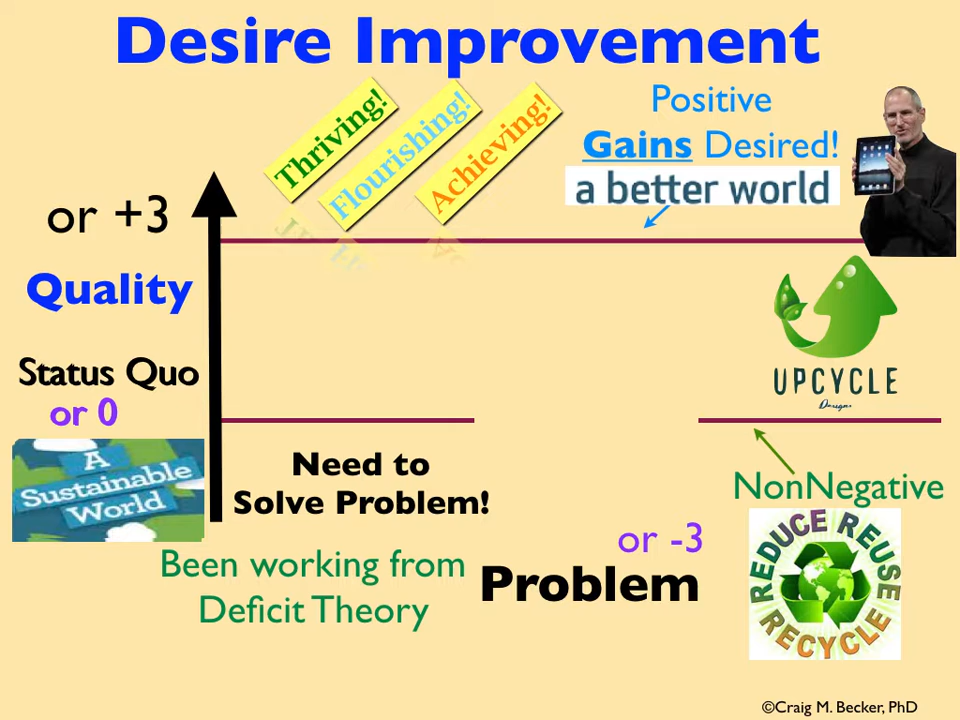 Desire Improvement
Thriving!
Flourishing!
Achieving!
Positive
Gains Desired!
a better world
or +3
Quality
Status Quo
or 0
A
Sustainable
World
UPCYCLE
Designs
Need to
Solve Problem!
NonNegative
Been working from
Deficit Theory
or -3
Problem
REDUCE REUSE
RECYCLE
©Craig M. Becker, PhD